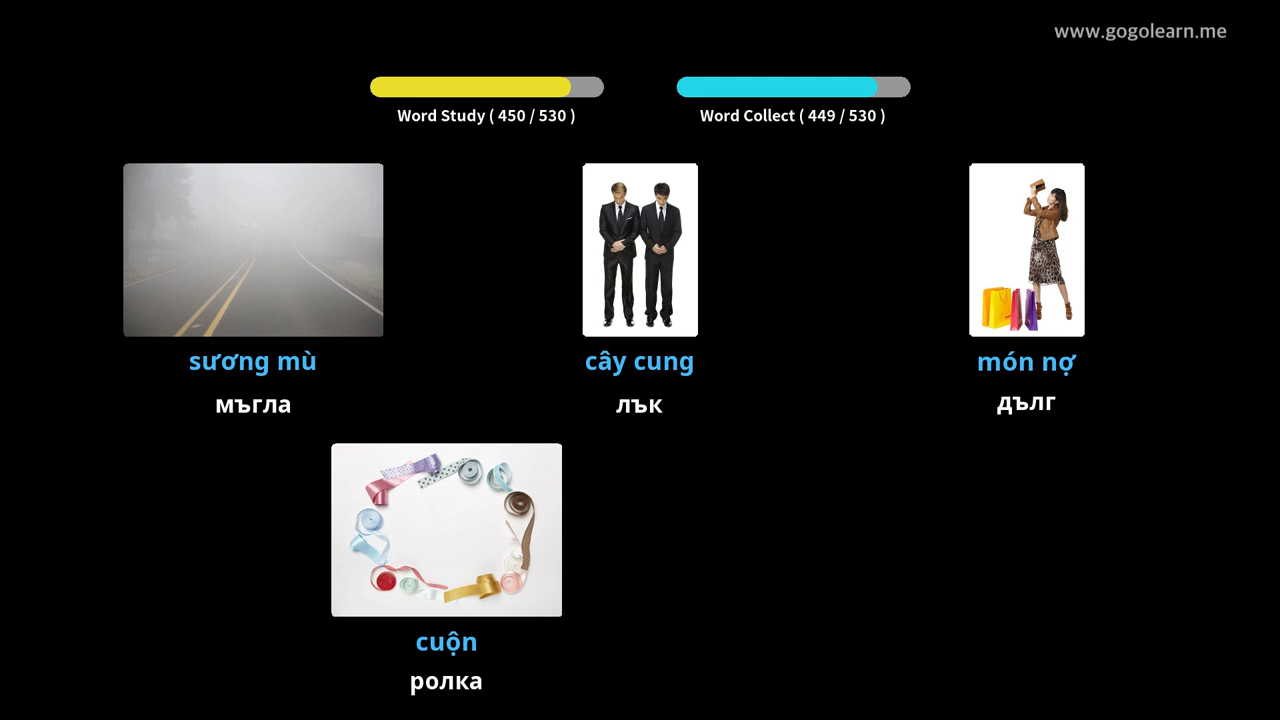 www.gogolearn.me
Word Study ( 450 / 530 )
Word Collect ( 449 / 530 )
sương mù
мъгла
cây cung
лък
món nợ
дълг
cuộn
ролка